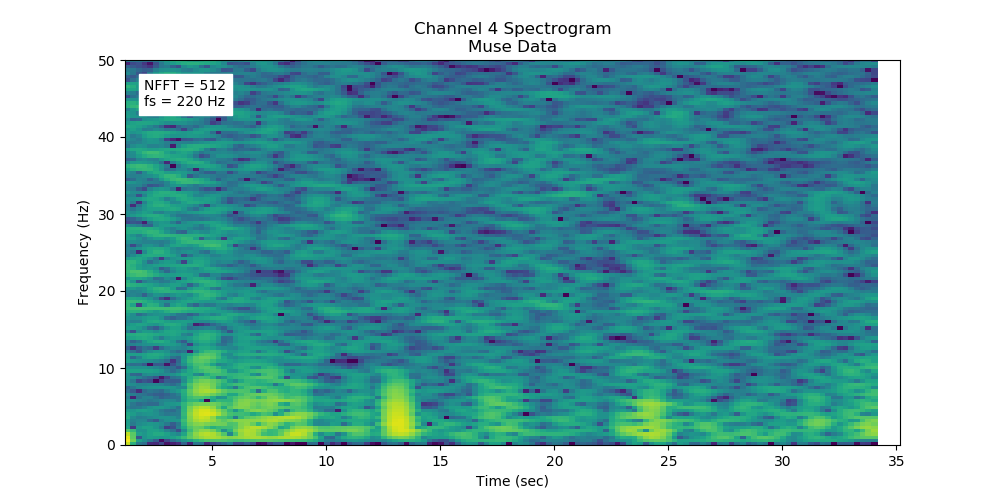 Channel 4 Spectrogram
Muse Data
NFFT = 512
fs = 220 Hz
50
40
30
20
10
0
Frequency (Hz)
5
10
15
20
25
30
35
Time (sec)